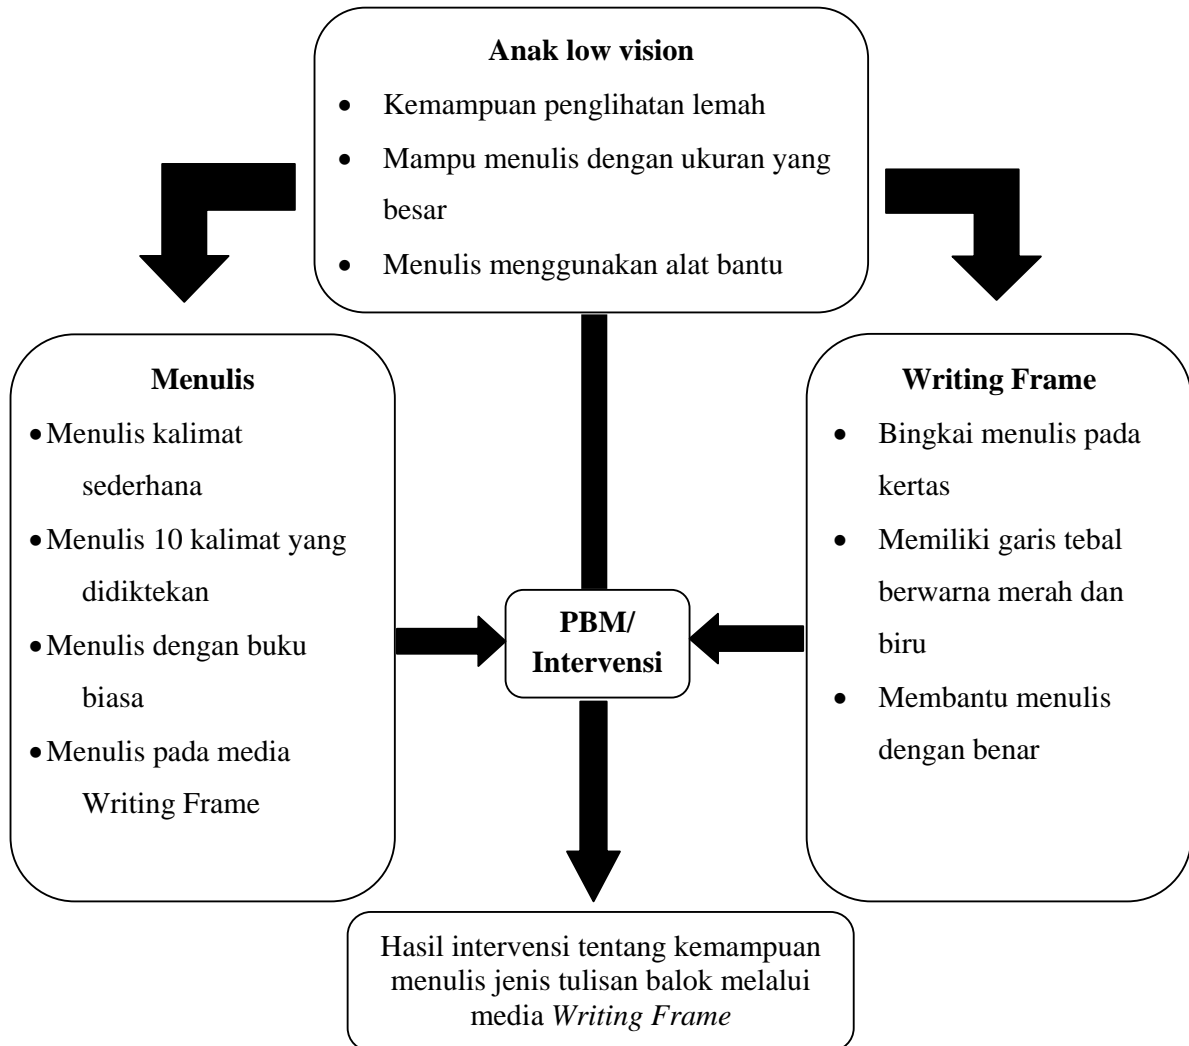 Anak low vision
• Kemampuan penglihatan lemah
• Mampu menulis dengan ukuran yang
besar
• Menulis menggunakan alat bantu
Menulis
• Menulis kalimat
sederhana
• Menulis 10 kalimat yang
didiktekan
• Menulis dengan buku
biasa
• Menulis pada media
Writing Frame
PBM/
Intervensi
Writing Frame
• Bingkai menulis pada
kertas
• Memiliki garis tebal
berwarna merah dan
biru
• Membantu menulis
dengan benar
Hasil intervensi tentang kemampuan
menulis jenis tulisan balok melalui
media Writing Frame